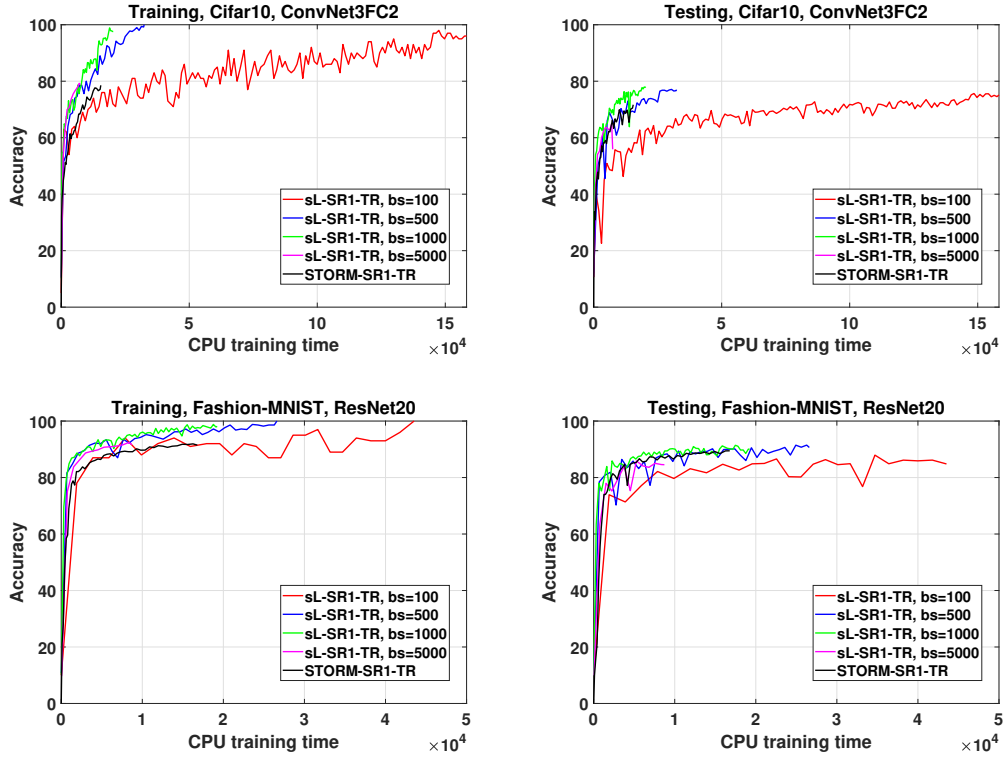 Training, Cifar10, ConvNet3FC2
100
80
60
40
20
0
Accuracy
0 5 10 15
CPU training time
×10^4
sL-SR1-TR, bs=100
sL-SR1-TR, bs=500
sL-SR1-TR, bs=1000
sL-SR1-TR, bs=5000
STORM-SR1-TR
Testing, Cifar10, ConvNet3FC2
100
80
60
40
20
0
Accuracy
0 5 10 15
CPU training time
×10^4
sL-SR1-TR, bs=100
sL-SR1-TR, bs=500
sL-SR1-TR, bs=1000
sL-SR1-TR, bs=5000
STORM-SR1-TR
Training, Fashion-MNIST, ResNet20
100
80
60
40
20
0
Accuracy
0 1 2 3 4 5
CPU training time
×10^4
sL-SR1-TR, bs=100
sL-SR1-TR, bs=500
sL-SR1-TR, bs=1000
sL-SR1-TR, bs=5000
STORM-SR1-TR
Testing, Fashion-MNIST, ResNet20
100
80
60
40
20
0
Accuracy
0 1 2 3 4 5
CPU training time
×10^4
sL-SR1-TR, bs=100
sL-SR1-TR, bs=500
sL-SR1-TR, bs=1000
sL-SR1-TR, bs=5000
STORM-SR1-TR